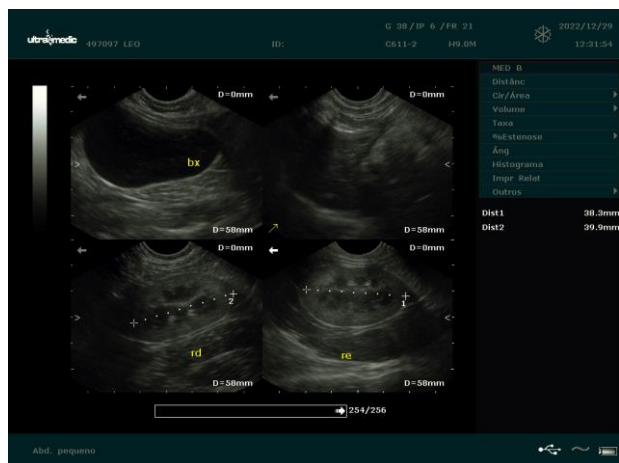 G 38/IP 6 /FR 21
2022/12/29
ultramedic
497097 LEO
ID:
C611-2
H9.0M
12:31:54
MED B
Distânc
Cir/Área
Volume
Taxa
%Estenose
Âng
Histograma
Impr Relat
Outros
Dist1 38.3mm
Dist2 39.9mm
D=0mm
D=0mm
bx
D=58mm
D=58mm
D=0mm
D=0mm
2
1
rd
re
D=58mm
D=58mm
254/256
Abd. pequeno